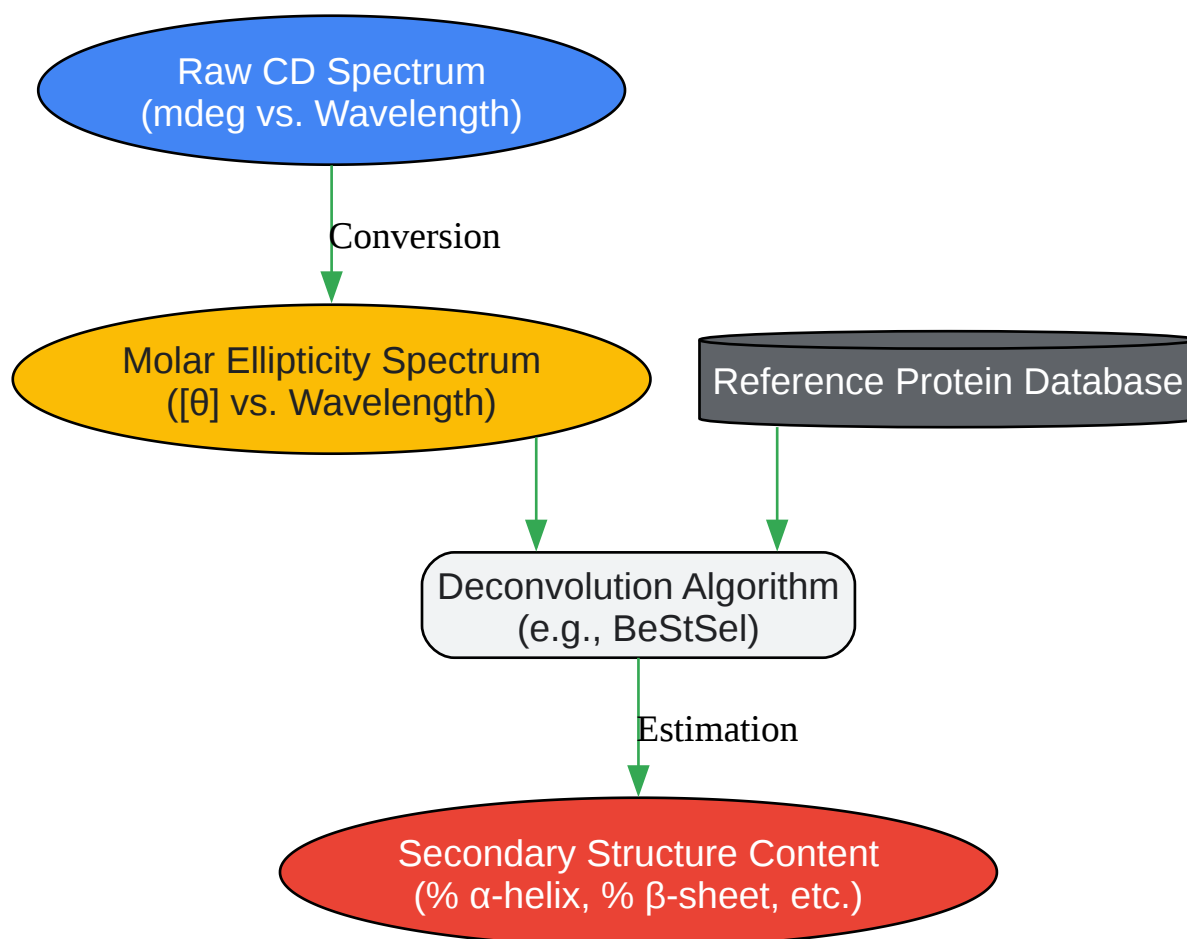 Raw CD Spectrum
(mdeg vs. Wavelength)
Conversion
Molar Ellipticity Spectrum
([θ] vs. Wavelength)
Reference Protein Database
Deconvolution Algorithm
(e.g., BeStSel)
Estimation
Secondary Structure Content
(% α-helix, % β-sheet, etc.)